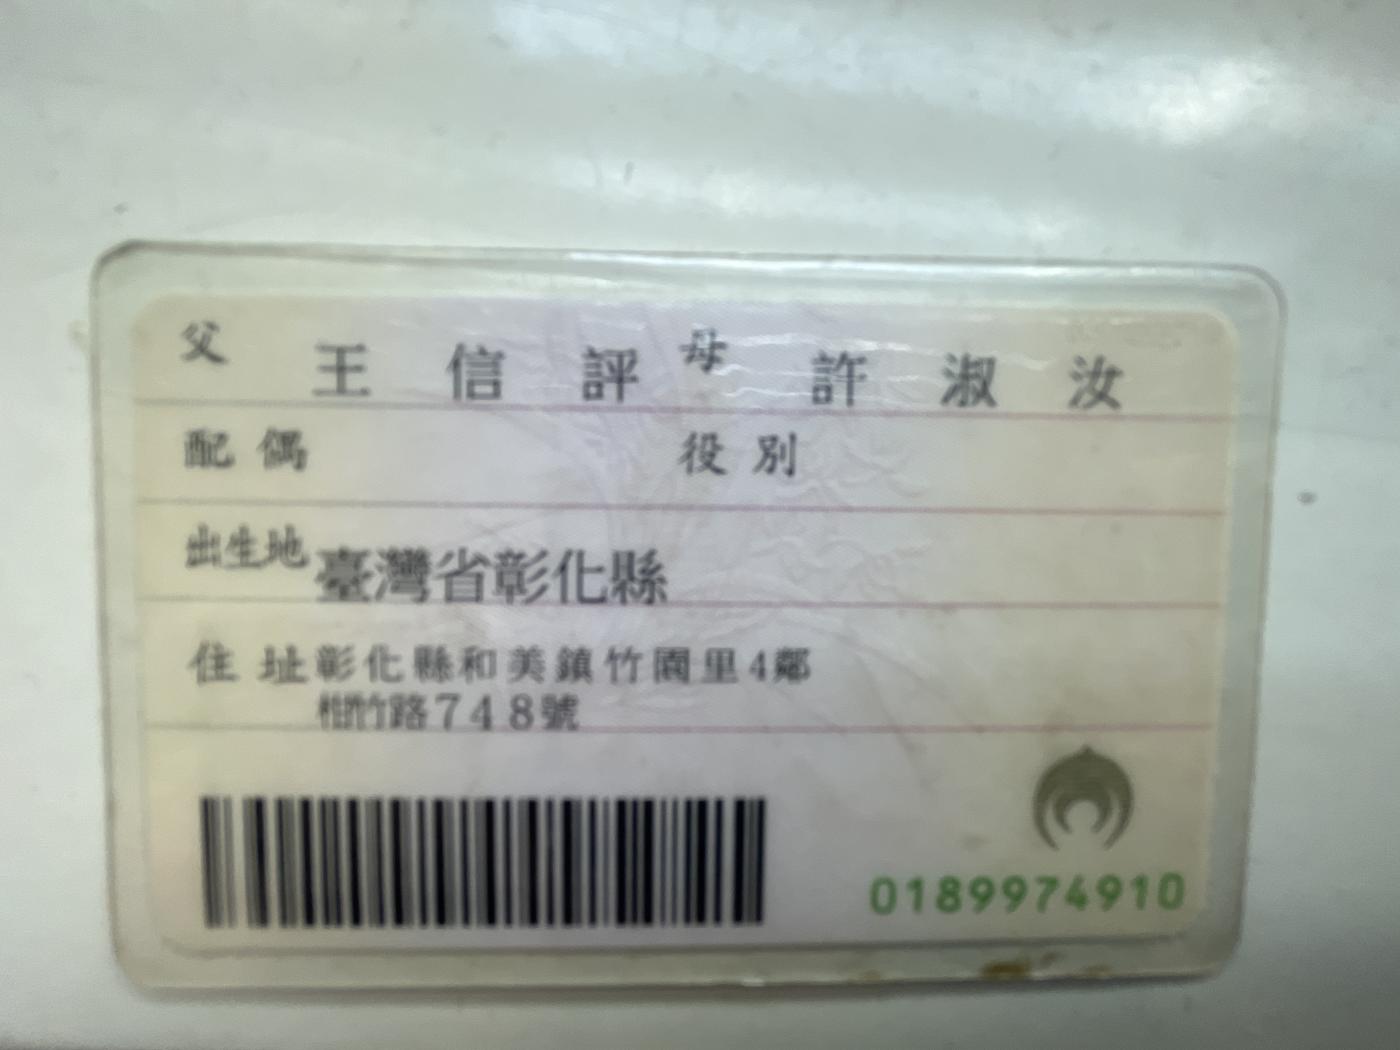 父 王信評 母 許淑汝
配偶 役別
出生地 臺灣省彰化縣
住址 彰化縣和美鎮竹園里4鄰
柑竹路748號
0189974910